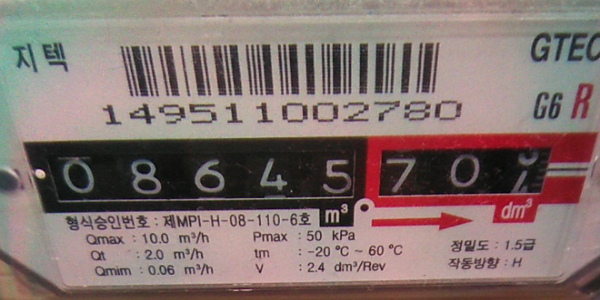 지텍
GTEC
149511002780
G6 R
08645 70
m³
dm³
형식승인번호 : 제MPI-H-08-110-6호
Qmax : 10.0 m³/h Pmax : 50 kPa
Qt : 2.0 m³/h tm : -20 °C ~ 60 °C 정밀도 : 1.5급
Qmim : 0.06 m³/h V : 2.4 dm³/Rev 작동방향 : H